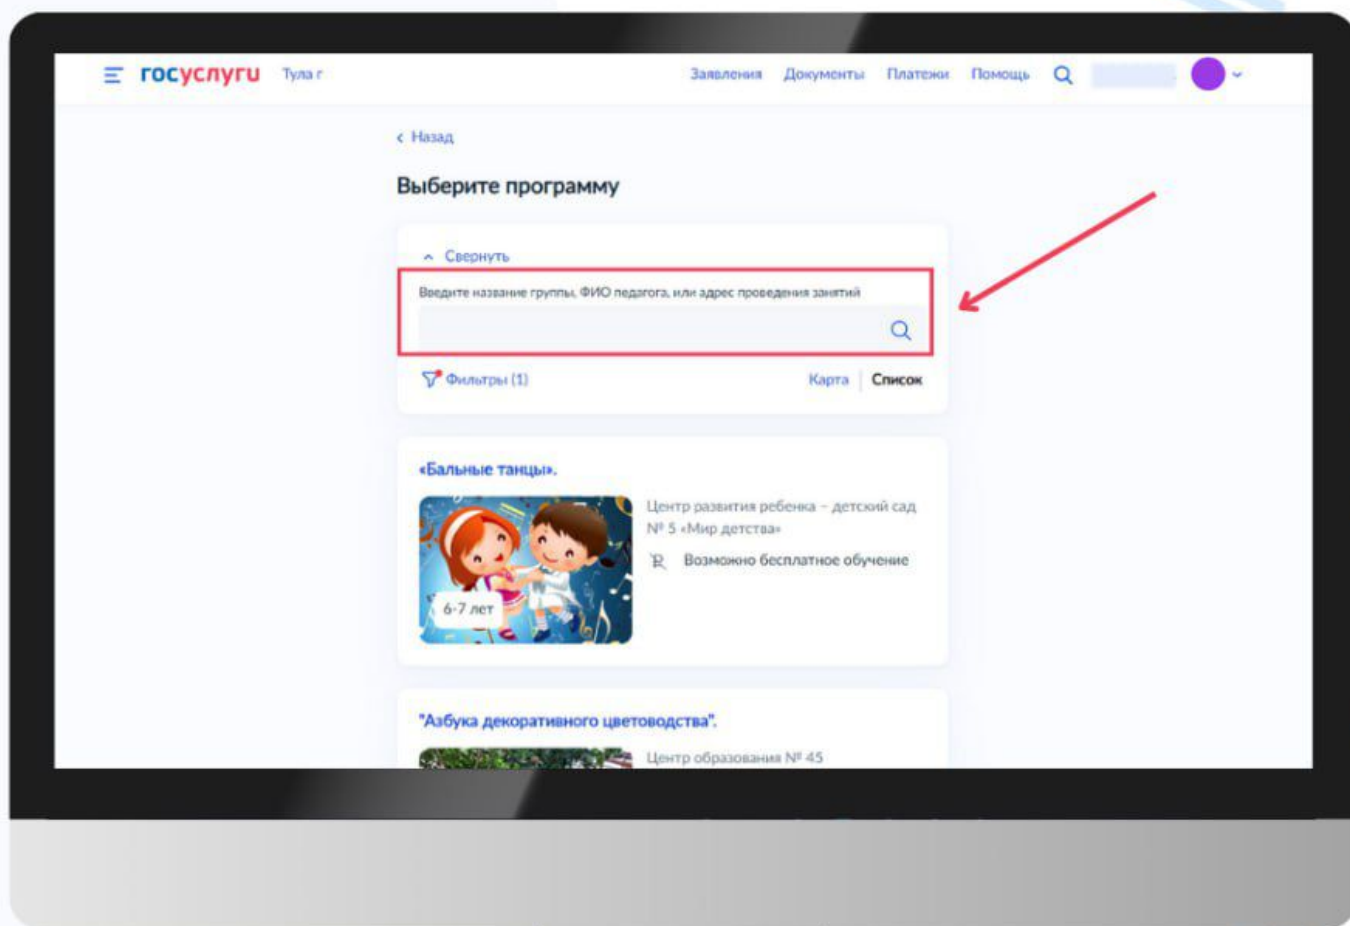 госуслуги Тула г Заявления Документы Платежи Помощь
Назад
Выберите программу
Свернуть
Введите название группы, ФИО педагога, или адрес проведения занятий
Фильтры (1) Карта Список
«Бальные танцы».
Центр развития ребенка – детский сад
№ 5 «Мир детства»
Возможно бесплатное обучение
6-7 лет
"Азбука декоративного цветоводства".
Центр образования № 45